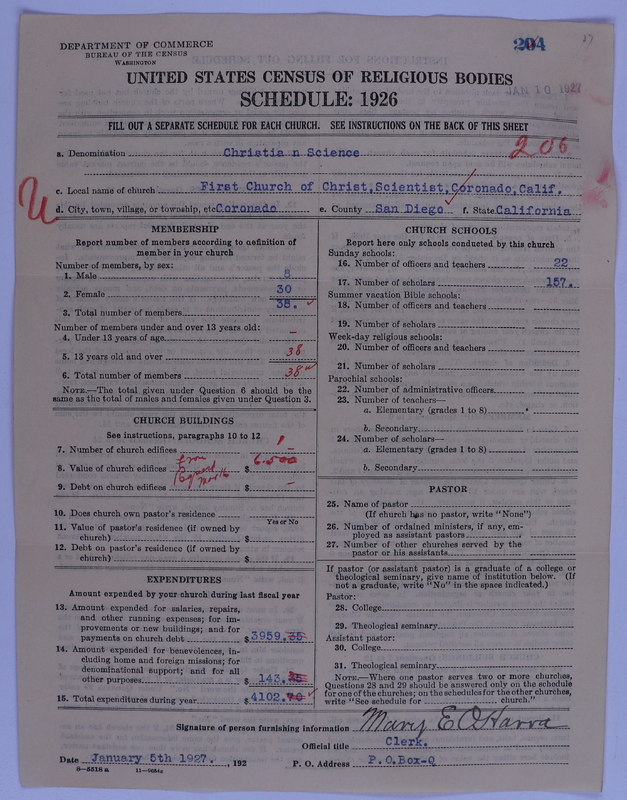 37
DEPARTMENT OF COMMERCE
BUREAU OF THE CENSUS
WASHINGTON
204
UNITED STATES CENSUS OF RELIGIOUS BODIES
JAN 10 1927
SCHEDULE: 1926
FILL OUT A SEPARATE SCHEDULE FOR EACH CHURCH. SEE INSTRUCTIONS ON THE BACK OF THIS SHEET
a. Denomination Christia n Science 206
c. Local name of church First Church of Christ,Scientist,Coronado,Calif.
d. City, town, village, or township, etc Coronado e. County San Diego f. State California
MEMBERSHIP
Report number of members according to definition of
member in your church
Number of members, by sex:
1. Male 8
2. Female 30
3. Total number of members 38.
Number of members under and over 13 years old:
4. Under 13 years of age –
5. 13 years old and over 38
6. Total number of members 38
NOTE.—The total given under Question 6 should be the
same as the total of males and females given under Question 3.
CHURCH BUILDINGS
See instructions, paragraphs 10 to 12
7. Number of church edifices 1
8. Value of church edifices $ 6.500
9. Debt on church edifices $ –
10. Does church own pastor's residence
Yes or No
11. Value of pastor's residence (if owned by
church) $
12. Debt on pastor's residence (if owned by
church) $
EXPENDITURES
Amount expended by your church during last fiscal year
13. Amount expended for salaries, repairs,
and other running expenses; for im-
provements or new buildings; and for
payments on church debt $ 3959.35
14. Amount expended for benevolences, in-
cluding home and foreign missions; for
denominational support; and for all
other purposes $ 143.35
15. Total expenditures during year $ 4102.70
CHURCH SCHOOLS
Report here only schools conducted by this church
Sunday schools:
16. Number of officers and teachers 22
17. Number of scholars 157.
Summer vacation Bible schools:
18. Number of officers and teachers
19. Number of scholars
Week-day religious schools:
20. Number of officers and teachers
21. Number of scholars
Parochial schools:
22. Number of administrative officers
23. Number of teachers—
a. Elementary (grades 1 to 8)
b. Secondary
24. Number of scholars—
a. Elementary (grades 1 to 8)
b. Secondary
PASTOR
25. Name of pastor
(If church has no pastor, write "None")
26. Number of ordained ministers, if any, em-
ployed as assistant pastors
27. Number of other churches served by the
pastor or his assistants
If pastor (or assistant pastor) is a graduate of a college or
theological seminary, give name of institution below. (If
not a graduate, write "No" in the space indicated.)
Pastor:
28. College
29. Theological seminary
Assistant pastor:
30. College
31. Theological seminary
NOTE.—Where one pastor serves two or more churches,
Questions 28 and 29 should be answered only on the schedule
for one of the churches; on the schedules for the other churches,
write "See schedule for church."
Signature of person furnishing information Mary E O'Harra
Official title Clerk.
Date January 5th 1927. , 192 P. O. Address P.O.Box-Q
8—5518 a 11—9054a